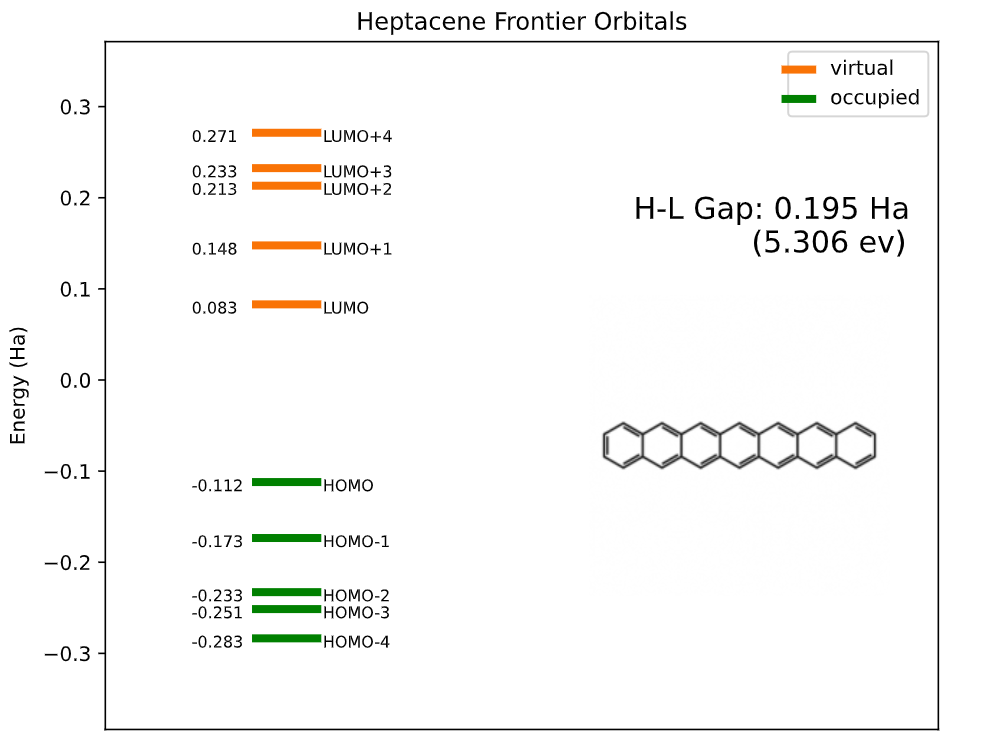 Heptacene Frontier Orbitals
virtual
occupied
0.3
0.2
0.1
0.0
−0.1
−0.2
−0.3
Energy (Ha)
0.271 LUMO+4
0.233 LUMO+3
0.213 LUMO+2
0.148 LUMO+1
0.083 LUMO
-0.112 HOMO
-0.173 HOMO-1
-0.233 HOMO-2
-0.251 HOMO-3
-0.283 HOMO-4
H-L Gap: 0.195 Ha
(5.306 ev)